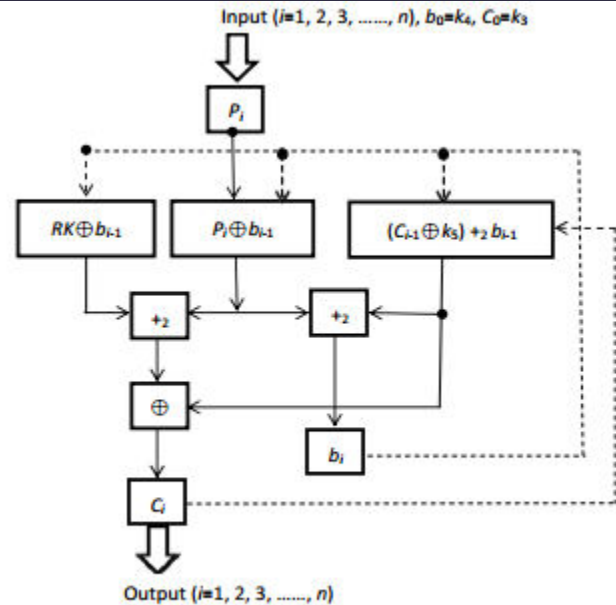 Input (i=1, 2, 3, ......, n), b₀=k₄, C₀=k₃
Pᵢ
RK⊕bᵢ₋₁
Pᵢ⊕bᵢ₋₁
(Cᵢ₋₁⊕k₅) +₂ bᵢ₋₁
+₂
+₂
⊕
bᵢ
Cᵢ
Output (i=1, 2, 3, ......, n)